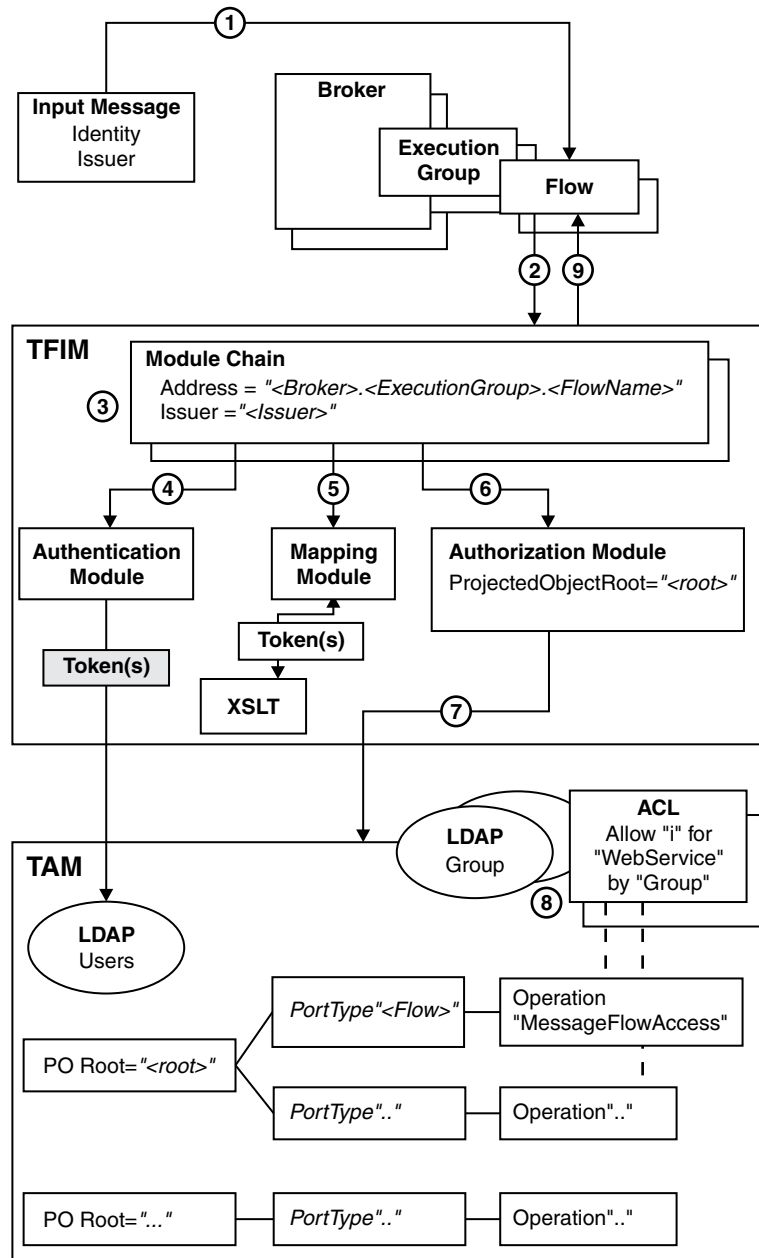 1
Input Message
Identity
Issuer
Broker
Execution
Group
Flow
2
9
TFIM
Module Chain
Address = "<Broker>.<ExecutionGroup>.<FlowName>"
Issuer ="<Issuer>"
3
4
5
6
Authentication
Module
Mapping
Module
Authorization Module
ProjectedObjectRoot="<root>"
Token(s)
Token(s)
XSLT
7
TAM
LDAP
Group
ACL
Allow "i" for
"WebService"
by "Group"
8
LDAP
Users
PortType"<Flow>"
Operation
"MessageFlowAccess"
PO Root="<root>"
PortType".."
Operation".."
PO Root="..."
PortType".."
Operation".."